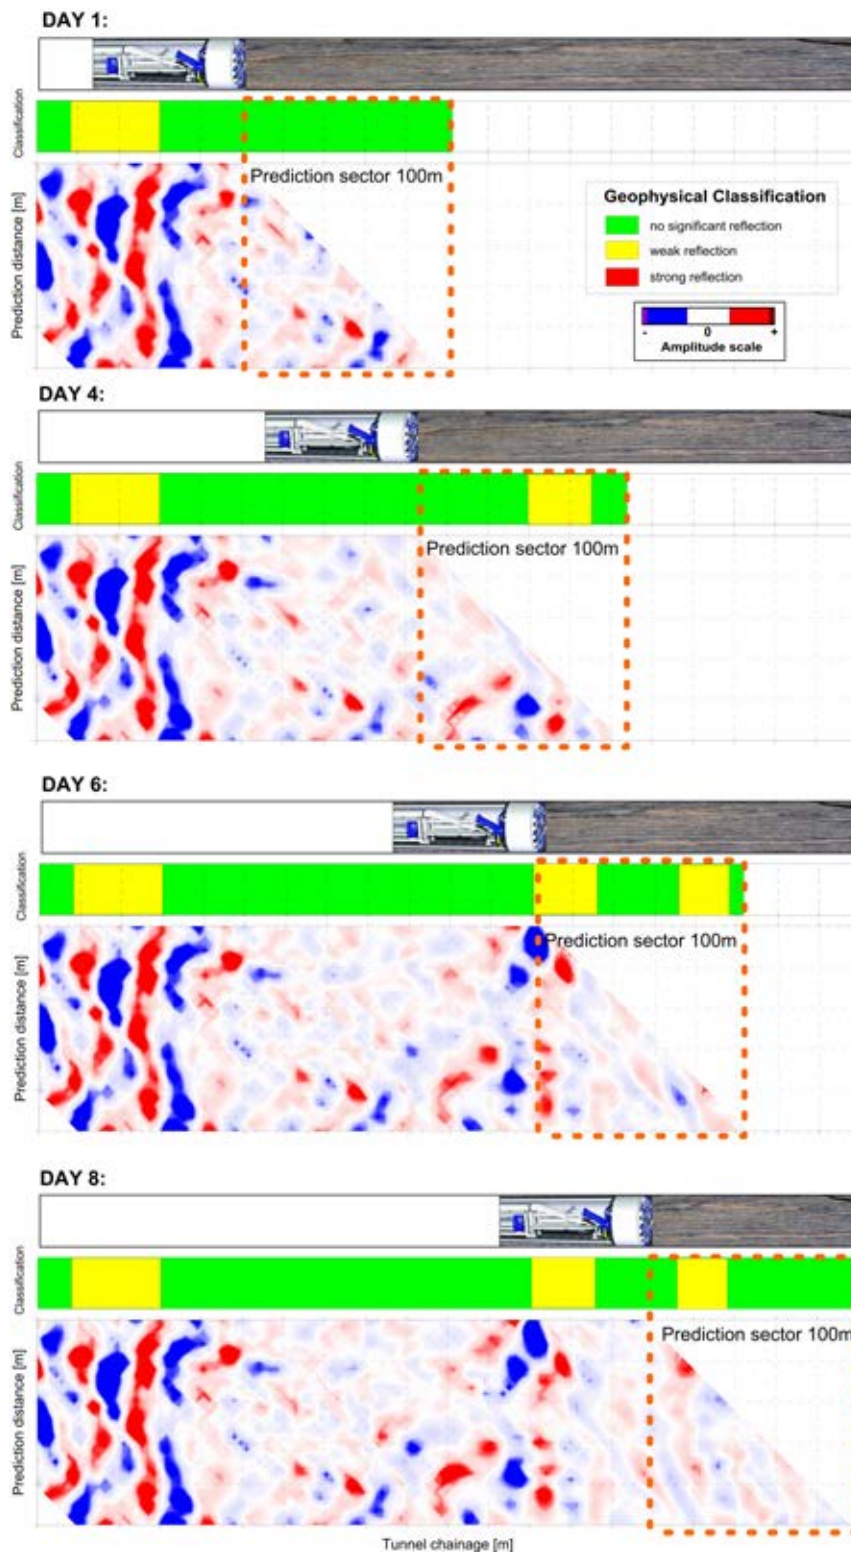 DAY 1:
Classification
Prediction sector 100m
Prediction distance [m]
Geophysical Classification
no significant reflection
weak reflection
strong reflection
- 0 +
Amplitude scale
DAY 4:
Classification
Prediction sector 100m
Prediction distance [m]
DAY 6:
Classification
Prediction sector 100m
Prediction distance [m]
DAY 8:
Classification
Prediction sector 100m
Prediction distance [m]
Tunnel chainage [m]